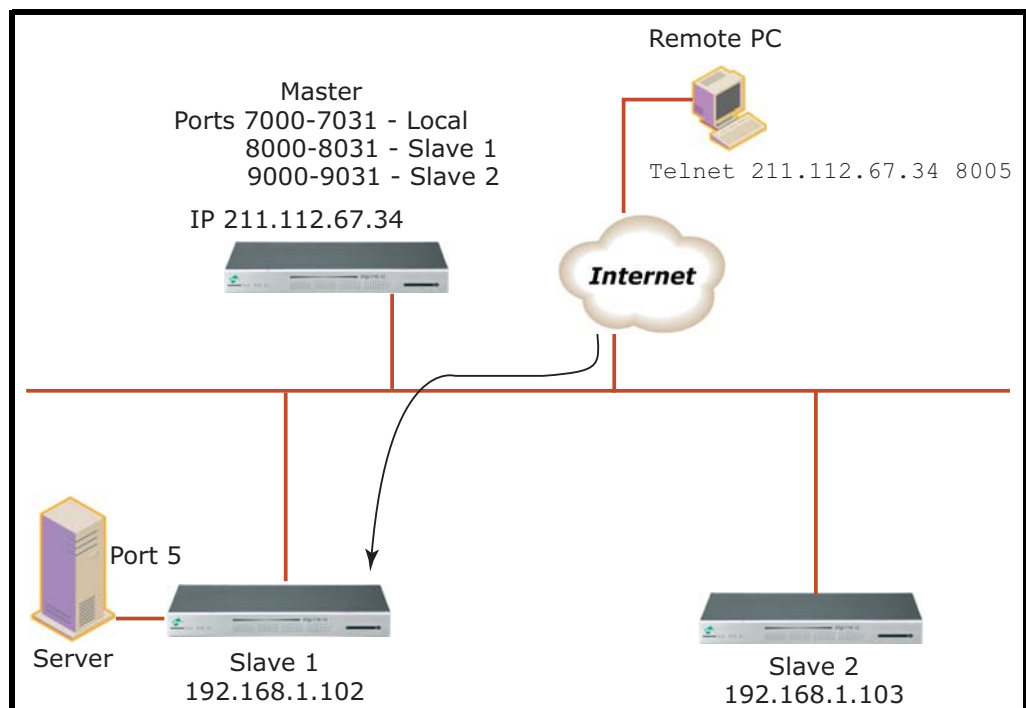 Remote PC
Master
Ports 7000-7031 - Local
8000-8031 - Slave 1
9000-9031 - Slave 2
Telnet 211.112.67.34 8005
IP 211.112.67.34
Internet
Port 5
Server
Slave 1
192.168.1.102
Slave 2
192.168.1.103